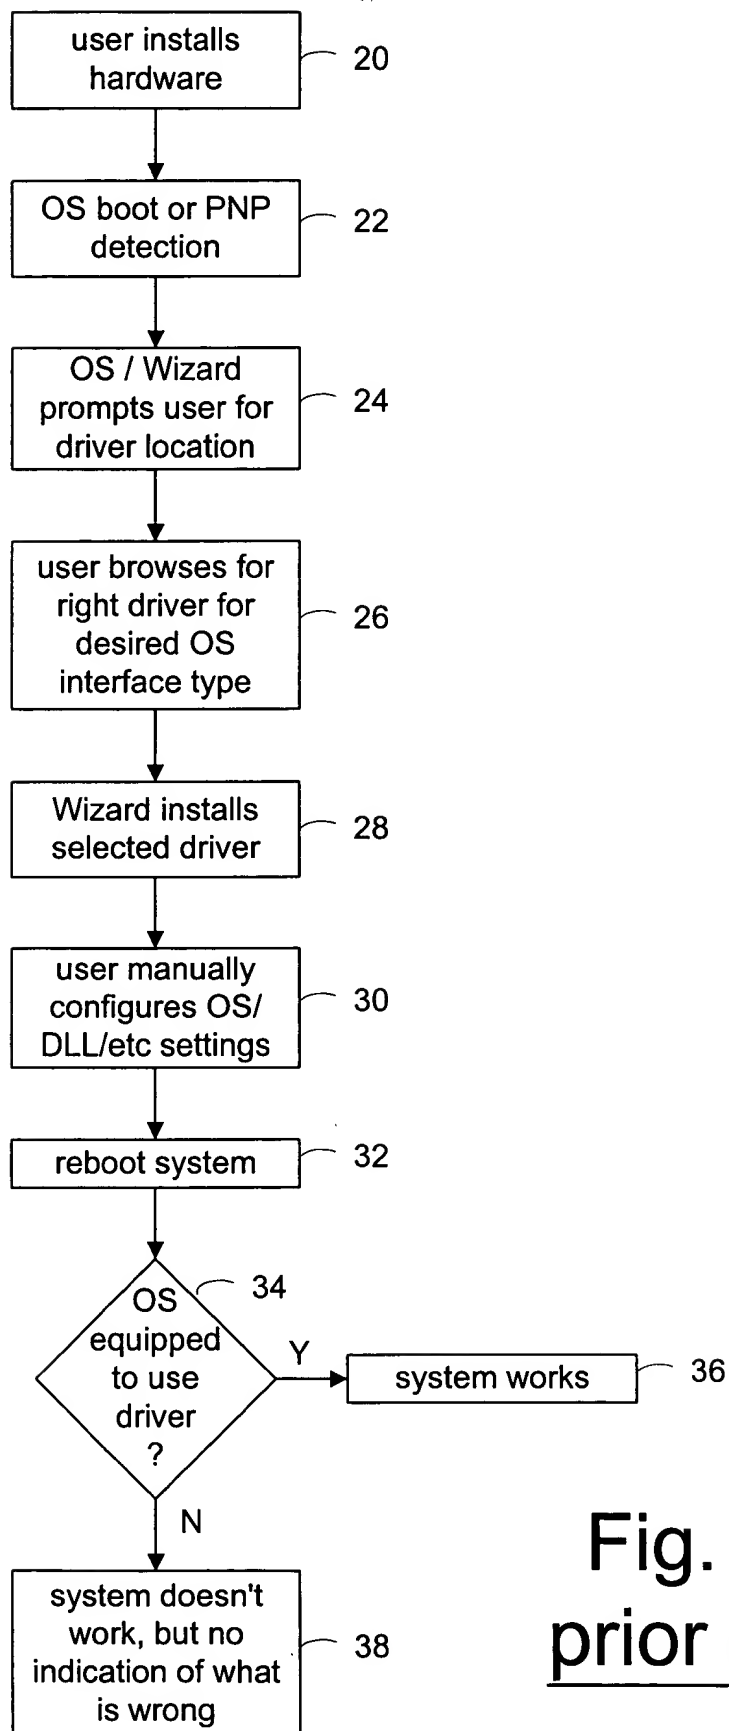 user installs
hardware
20
OS boot or PNP
detection
22
OS / Wizard
prompts user for
driver location
24
user browses for
right driver for
desired OS
interface type
26
Wizard installs
selected driver
28
user manually
configures OS/
DLL/etc settings
30
reboot system
32
OS
equipped
to use
driver
?
34
Y
system works
36
N
system doesn't
work, but no
indication of what
is wrong
38
Fig.
prior